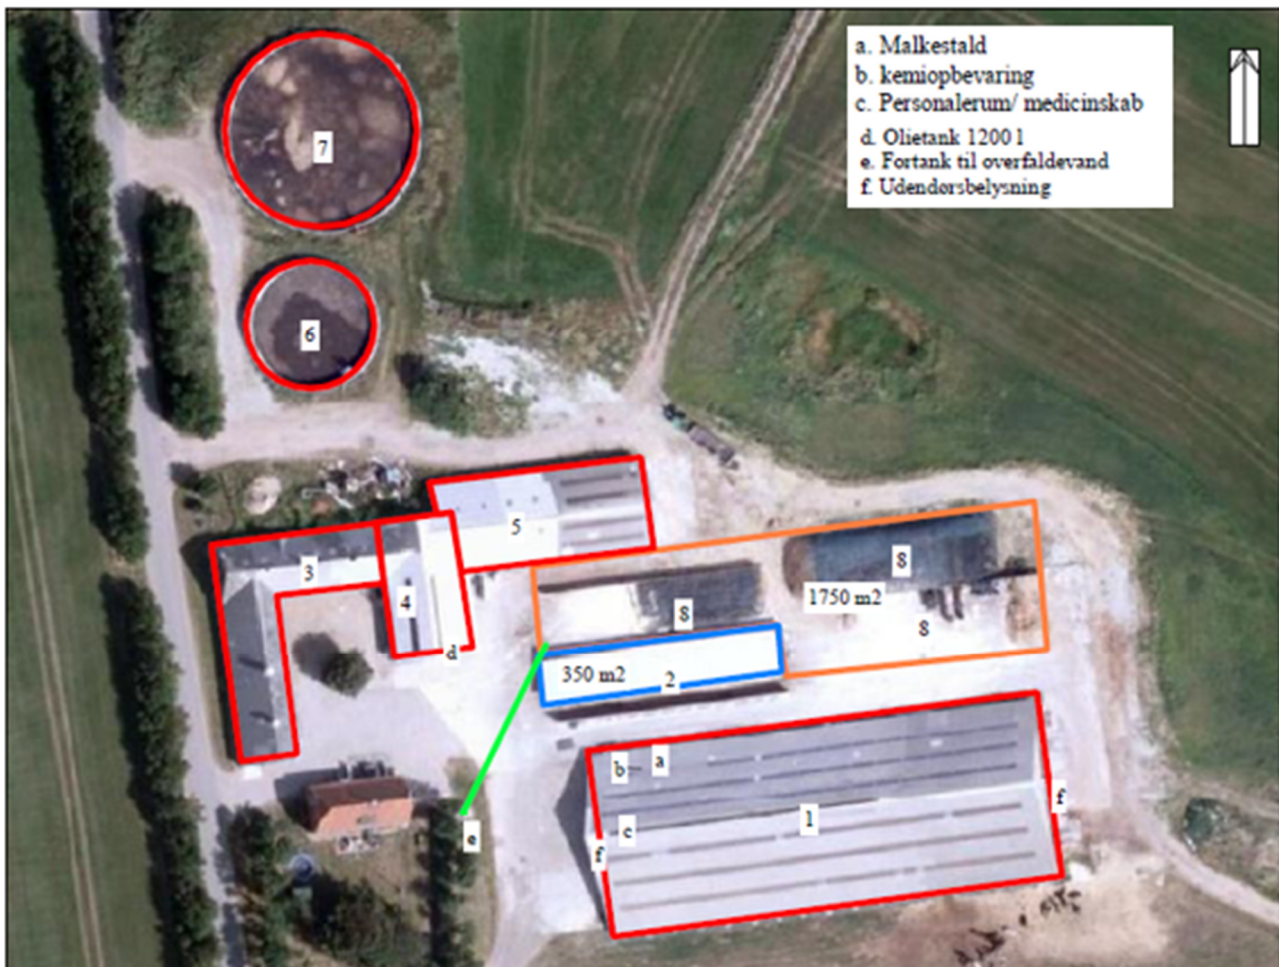 a. Malkestald
b. kemiopbevaring
c. Personalerum/ medicinskab
d. Olietank 1200 l
e. Fortank til overfaldevand
f. Udendørsbelysning
7
6
5
3
4
d
8
1750 m2
8
8
350 m2
2
b
a
c
1
f
f
e